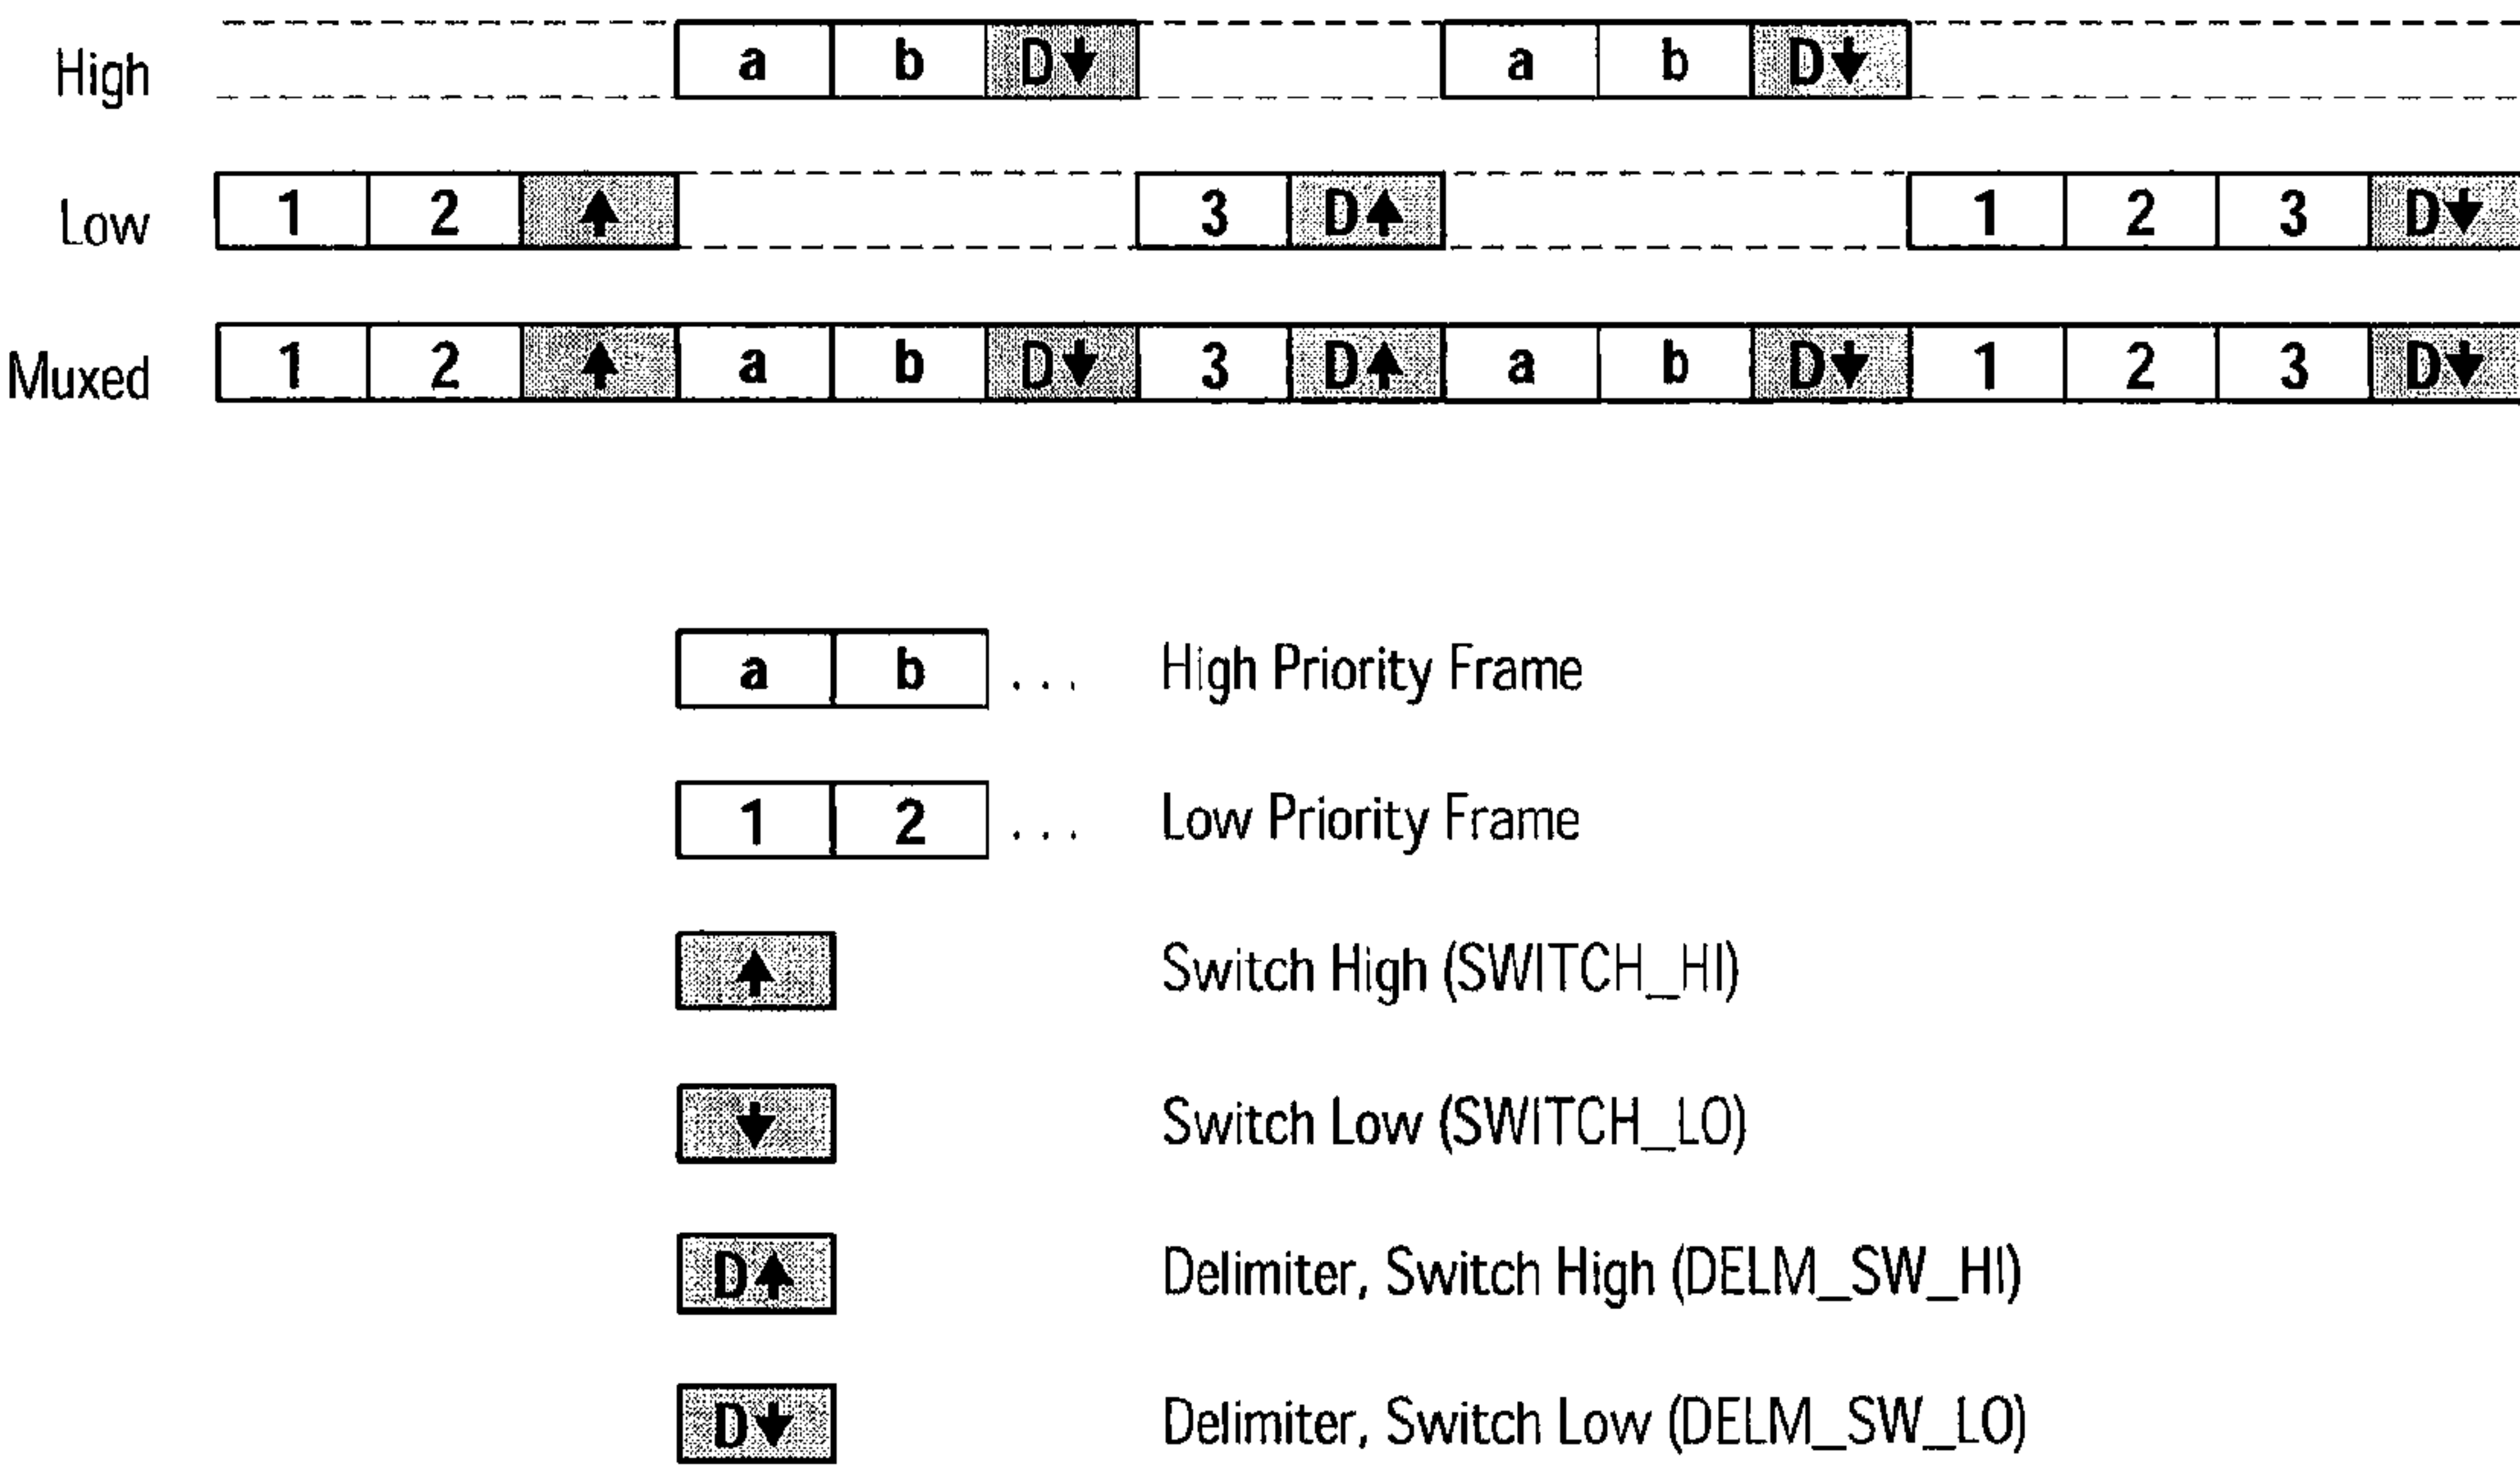 High a b D↓ a b D↓
Low 1 2 ↑ 3 D↑ 1 2 3 D↓
Muxed 1 2 ↑ a b D↓ 3 D↑ a b D↓ 1 2 3 D↓
a b ... High Priority Frame
1 2 ... Low Priority Frame
↑ Switch High (SWITCH_HI)
↓ Switch Low (SWITCH_LO)
D↑ Delimiter, Switch High (DELM_SW_HI)
D↓ Delimiter, Switch Low (DELM_SW_LO)